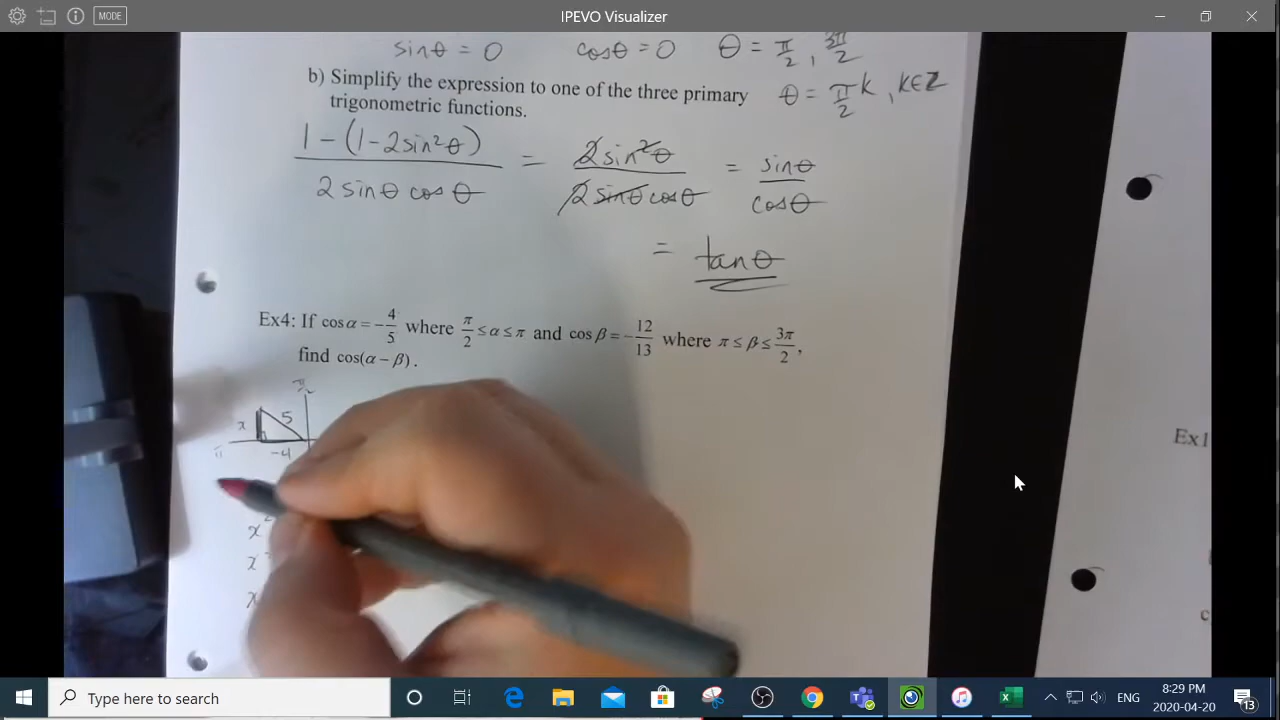 MODE
IPEVO Visualizer
sinθ = 0 cosθ = 0 θ = π/2, 3π/2
b) Simplify the expression to one of the three primary
trigonometric functions.
θ = π/2 k, k∈Z
1 - (1-2sin²θ) / 2 sinθ cosθ = 2sin²θ / 2 sinθ cosθ = sinθ / cosθ
= tanθ
Ex4: If cos α = -4/5 where π/2 ≤ α ≤ π and cos β = -12/13 where π ≤ β ≤ 3π/2,
find cos(α - β).
π/2
x 5
π -4
x²
x²
x
Ex1
c
Type here to search
ENG
8:29 PM
2020-04-20
13